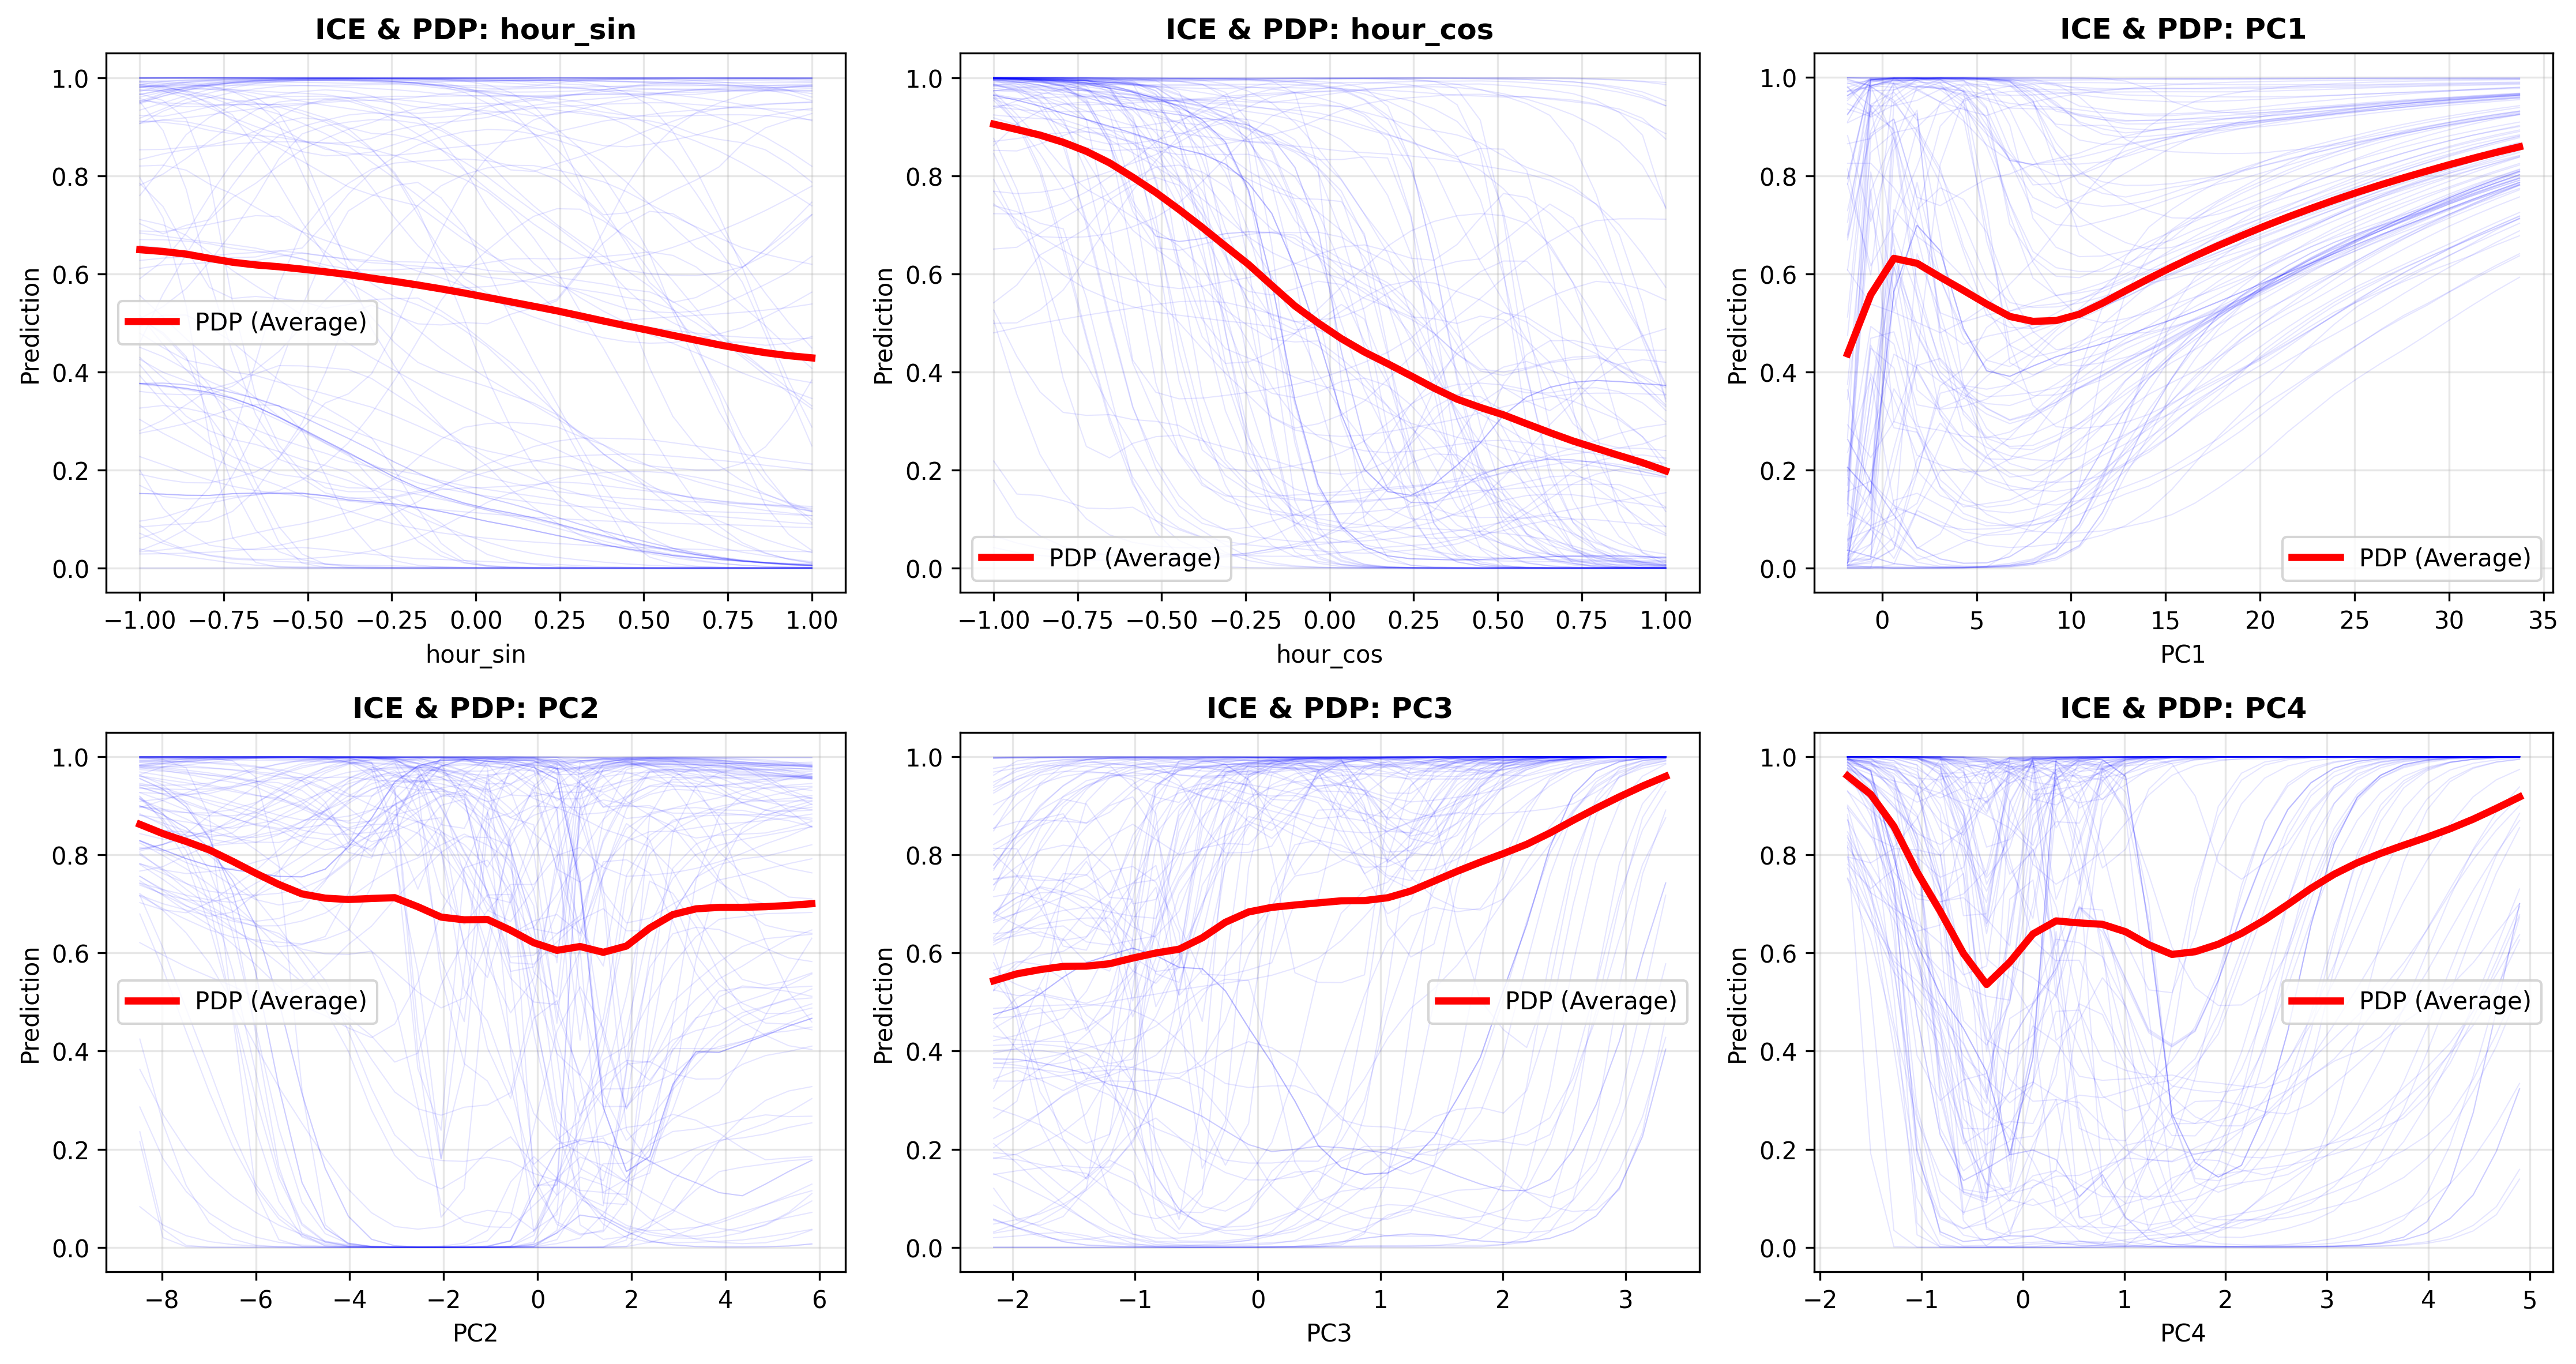 ICE & PDP: hour_sin
Prediction
1.0
0.8
0.6
0.4
0.2
0.0
PDP (Average)
−1.00 −0.75 −0.50 −0.25 0.00 0.25 0.50 0.75 1.00
hour_sin
ICE & PDP: hour_cos
Prediction
1.0
0.8
0.6
0.4
0.2
0.0
PDP (Average)
−1.00 −0.75 −0.50 −0.25 0.00 0.25 0.50 0.75 1.00
hour_cos
ICE & PDP: PC1
Prediction
1.0
0.8
0.6
0.4
0.2
0.0
PDP (Average)
0 5 10 15 20 25 30 35
PC1
ICE & PDP: PC2
Prediction
1.0
0.8
0.6
0.4
0.2
0.0
PDP (Average)
−8 −6 −4 −2 0 2 4 6
PC2
ICE & PDP: PC3
Prediction
1.0
0.8
0.6
0.4
0.2
0.0
PDP (Average)
−2 −1 0 1 2 3
PC3
ICE & PDP: PC4
Prediction
1.0
0.8
0.6
0.4
0.2
0.0
PDP (Average)
−2 −1 0 1 2 3 4 5
PC4